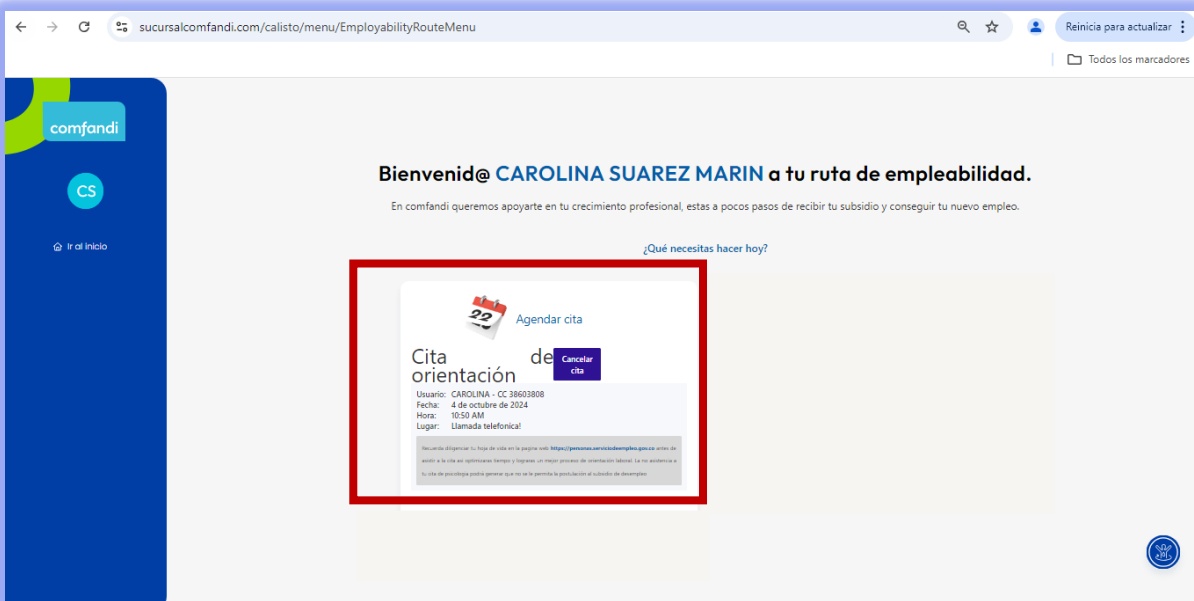 sucursalcomfandi.com/calisto/menu/EmployabilityRouteMenu
Reinicia para actualizar
Todos los marcadores
comfandi
CS
Ir al inicio
Bienvenid@ CAROLINA SUAREZ MARIN a tu ruta de empleabilidad.
En comfandi queremos apoyarte en tu crecimiento profesional, estas a pocos pasos de recibir tu subsidio y conseguir tu nuevo empleo.
¿Qué necesitas hacer hoy?
22
Agendar cita
Cita de
orientación
Cancelar
cita
Usuario: CAROLINA - CC 38603808
Fecha: 4 de octubre de 2024
Hora: 10:50 AM
Lugar: Llamada telefonica!
Recuerda diligenciar tu hoja de vida en la pagina web https://personas.serviciodeempleo.gov.co antes de
asistir a la cita asi optimizaras tiempo y lograras un mejor proceso de orientación laboral. La no asistencia a
tu cita de psicologia podrá generar que no se le permita la postulación al subsidio de desempleo